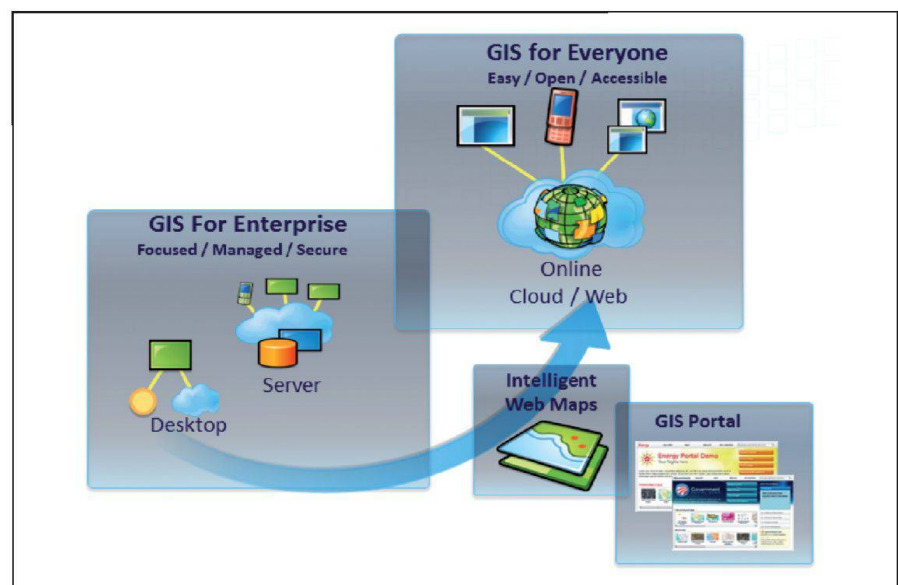 GIS for Everyone
Easy / Open / Accessible
Online
Cloud / Web
GIS For Enterprise
Focused / Managed / Secure
Server
Desktop
Intelligent
Web Maps
GIS Portal
Energy Portal Demo
Government